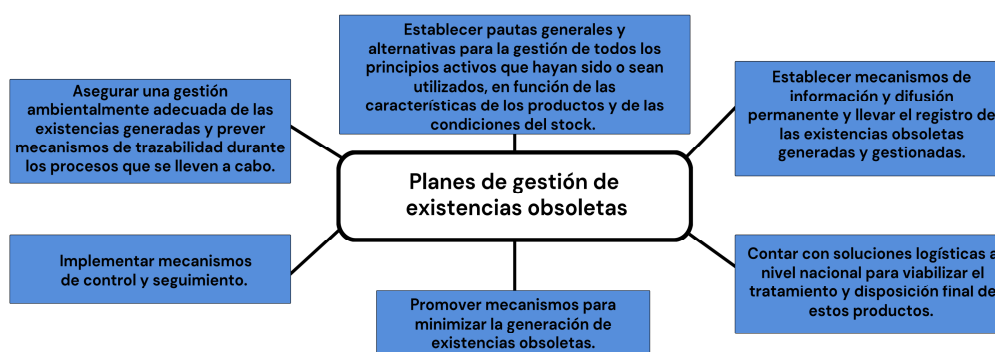 Establecer pautas generales y
alternativas para la gestión de todos los
principios activos que hayan sido o sean
utilizados, en función de las
características de los productos y de las
condiciones del stock.
Asegurar una gestión
ambientalmente adecuada de las
existencias generadas y prever
mecanismos de trazabilidad durante
los procesos que se lleven a cabo.
Establecer mecanismos de
información y difusión
permanente y llevar el registro de
las existencias obsoletas
generadas y gestionadas.
Planes de gestión de
existencias obsoletas
Implementar mecanismos
de control y seguimiento.
Contar con soluciones logísticas a
nivel nacional para viabilizar el
tratamiento y disposición final de
estos productos.
Promover mecanismos para
minimizar la generación de
existencias obsoletas.